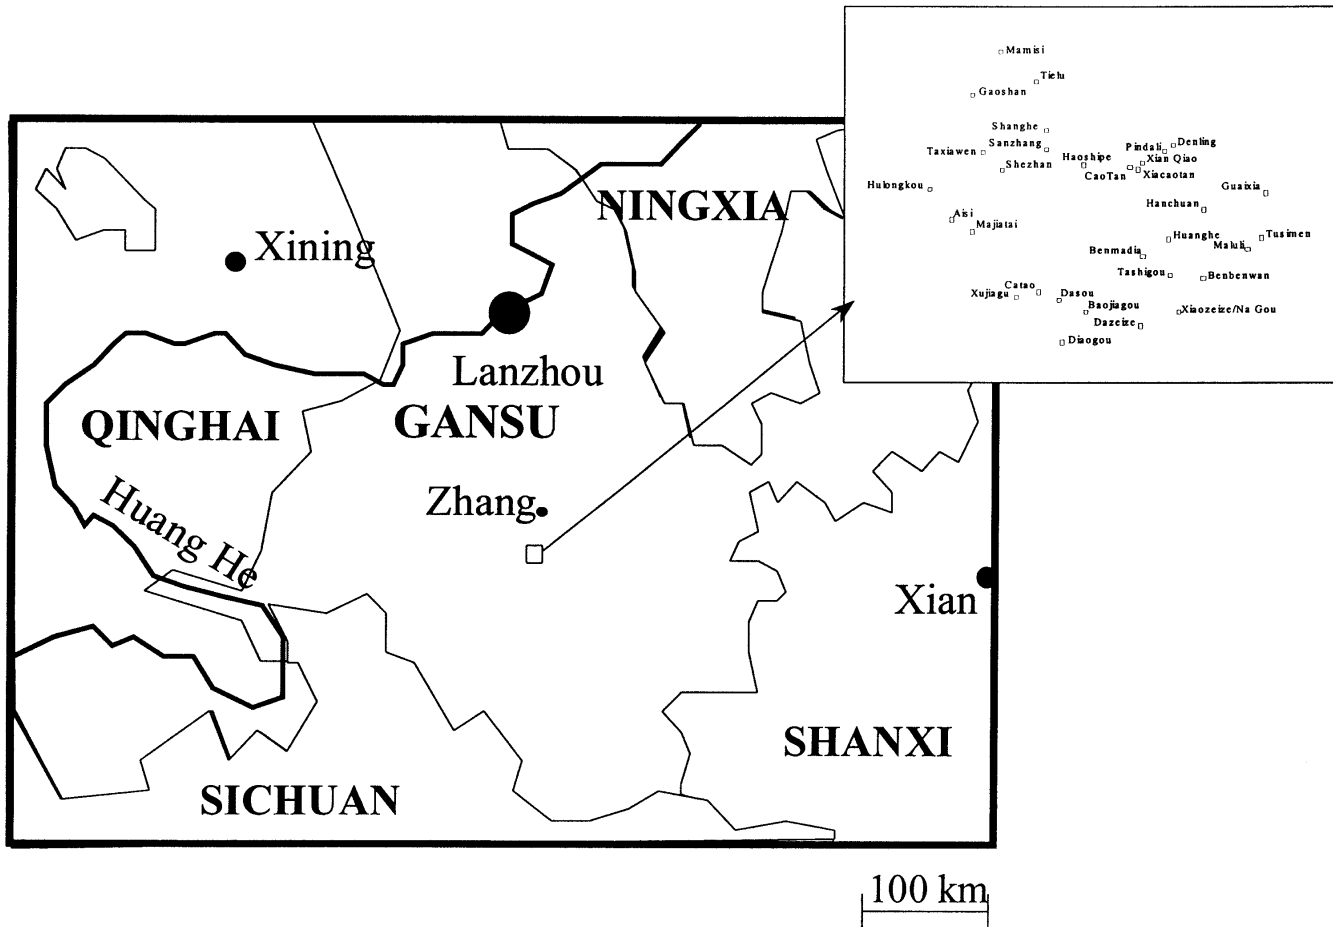 Mamisi
Tielu
Gaoshan
Shanghe
Sanzhang
Taxiawen
Shezhan
Haoshipe
Pindali
Denling
Xian Qiao
CaoTan
Xiacaotan
Hulongkou
Guaixia
Hanchuan
Aisi
Majiatai
Huanghe
Tusimen
Maluli
Benmadia
Tashigou
Benbenwan
Catao
Xujiagu
Dasou
Baojiagou
Xiaozeize/Na Gou
Dazeize
Diaogou
NINGXIA
Xining
Lanzhou
QINGHAI
GANSU
Zhang
Huang He
Xian
SHANXI
SICHUAN
100 km